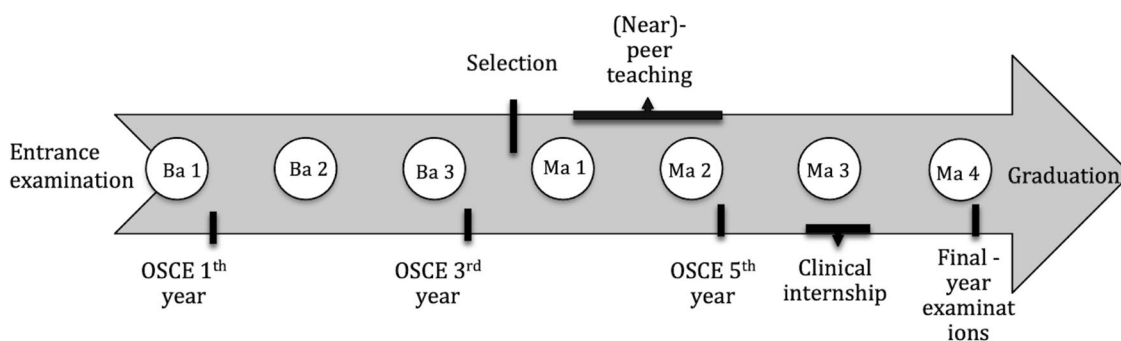 (Near)-
peer
teaching
Selection
Entrance
examination
Ba 1
Ba 2
Ba 3
Ma 1
Ma 2
Ma 3
Ma 4
Graduation
OSCE 1th
year
OSCE 3rd
year
OSCE 5th
year
Clinical
internship
Final -
year
examinat
ions